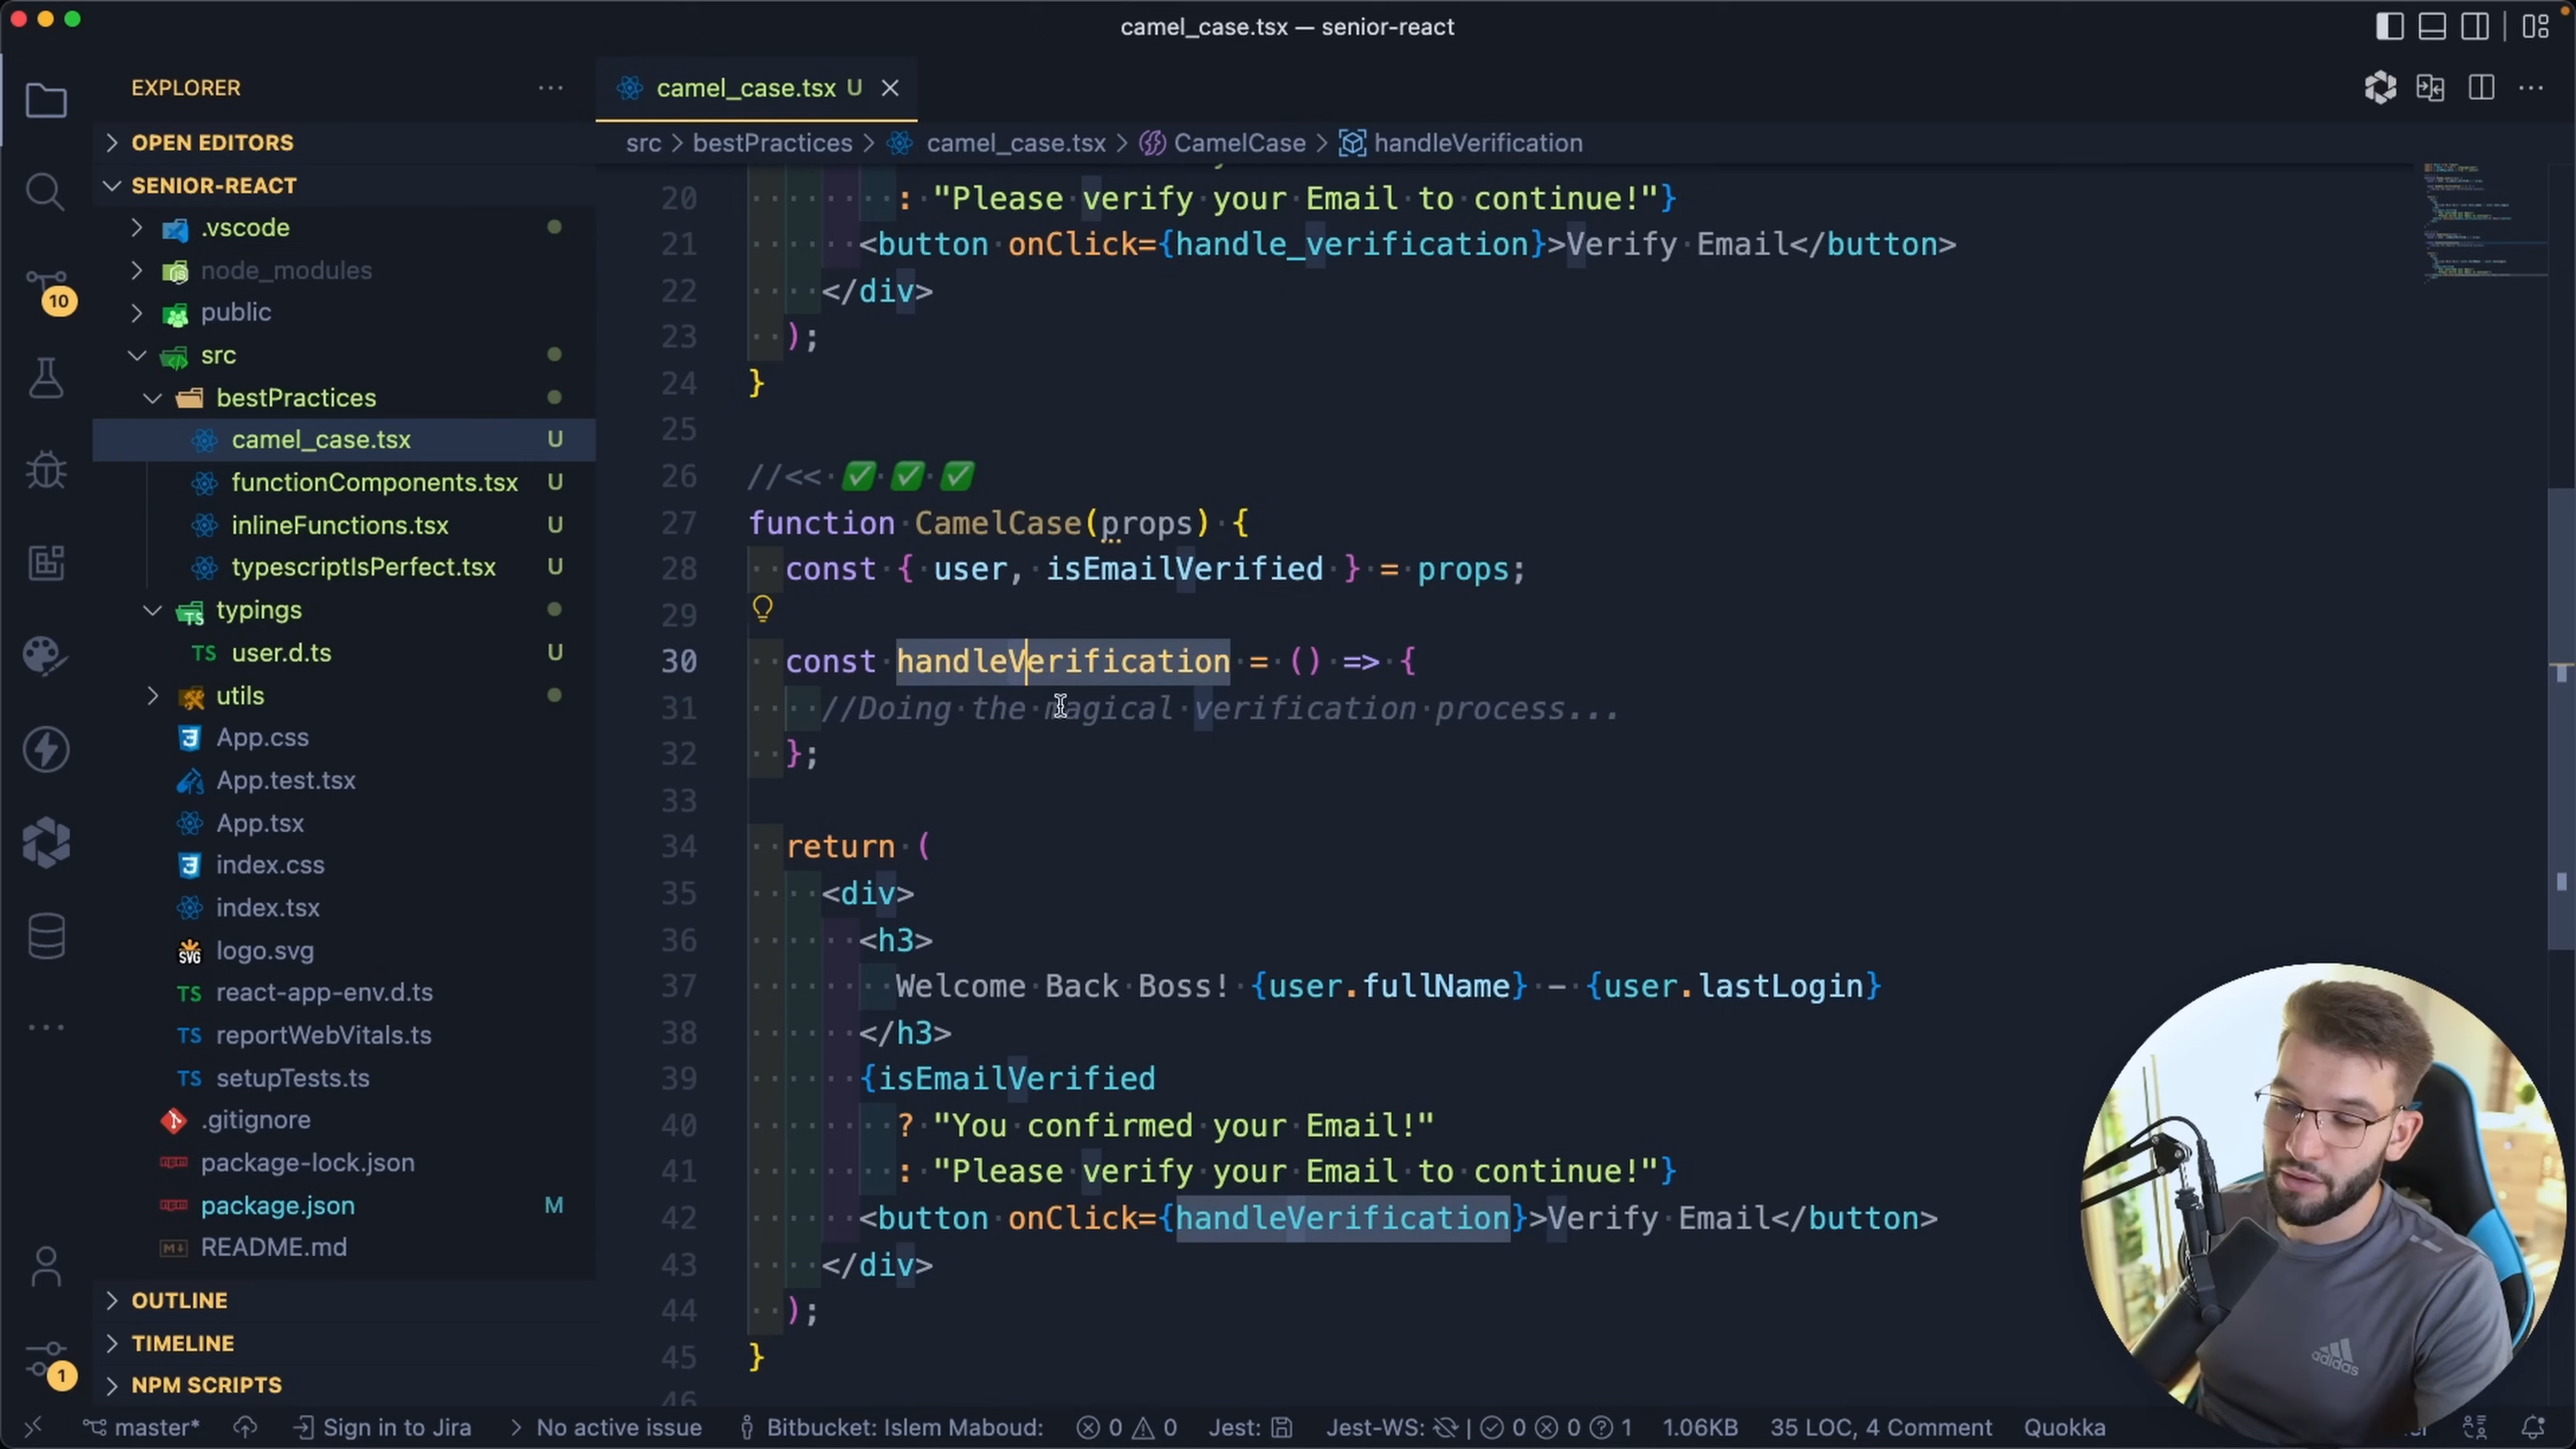 camel_case.tsx — senior-react
EXPLORER
OPEN EDITORS
SENIOR-REACT
.vscode
node_modules
public
src
bestPractices
camel_case.tsx U
functionComponents.tsx U
inlineFunctions.tsx U
typescriptIsPerfect.tsx U
typings
TS user.d.ts U
utils
App.css
App.test.tsx
App.tsx
index.css
index.tsx
logo.svg
TS react-app-env.d.ts
TS reportWebVitals.ts
TS setupTests.ts
.gitignore
package-lock.json
package.json M
README.md
OUTLINE
TIMELINE
NPM SCRIPTS
10
1
camel_case.tsx U
src > bestPractices > camel_case.tsx > CamelCase > handleVerification
20 : "Please verify your Email to continue!"}
21 <button onClick={handle_verification}>Verify Email</button>
22 </div>
23 );
24 }
25
26 //<< ✅ ✅ ✅
27 function CamelCase(props) {
28 const { user, isEmailVerified } = props;
29
30 const handleVerification = () => {
31 //Doing the magical verification process...
32 };
33
34 return (
35 <div>
36 <h3>
37 Welcome Back Boss! {user.fullName} - {user.lastLogin}
38 </h3>
39 {isEmailVerified
40 ? "You confirmed your Email!"
41 : "Please verify your Email to continue!"}
42 <button onClick={handleVerification}>Verify Email</button>
43 </div>
44 );
45 }
46
adidas
master* Sign in to Jira > No active issue Bitbucket: Islem Maboud: 0 0 Jest: Jest-WS: | 0 0 1 1.06KB 35 LOC, 4 Comment Quokka